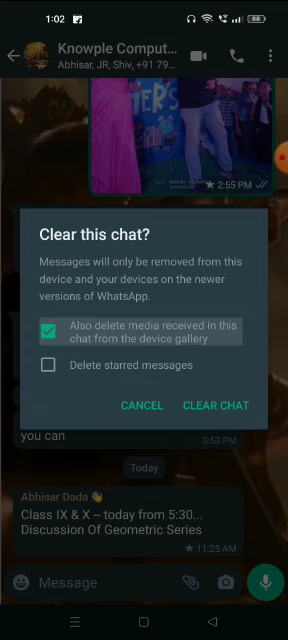 1:02
88
Knowple Comput...
Abhisar, JR, Shiv, +91 79...
2:55 PM
Clear this chat?
Messages will only be removed from this
device and your devices on the newer
versions of WhatsApp.
Also delete media received in this
chat from the device gallery
Delete starred messages
CANCEL CLEAR CHAT
you can
3:53 PM
Today
Abhisar Dada 👋
Class IX & X – today from 5:30...
Discussion Of Geometric Series
11:25 AM
Message